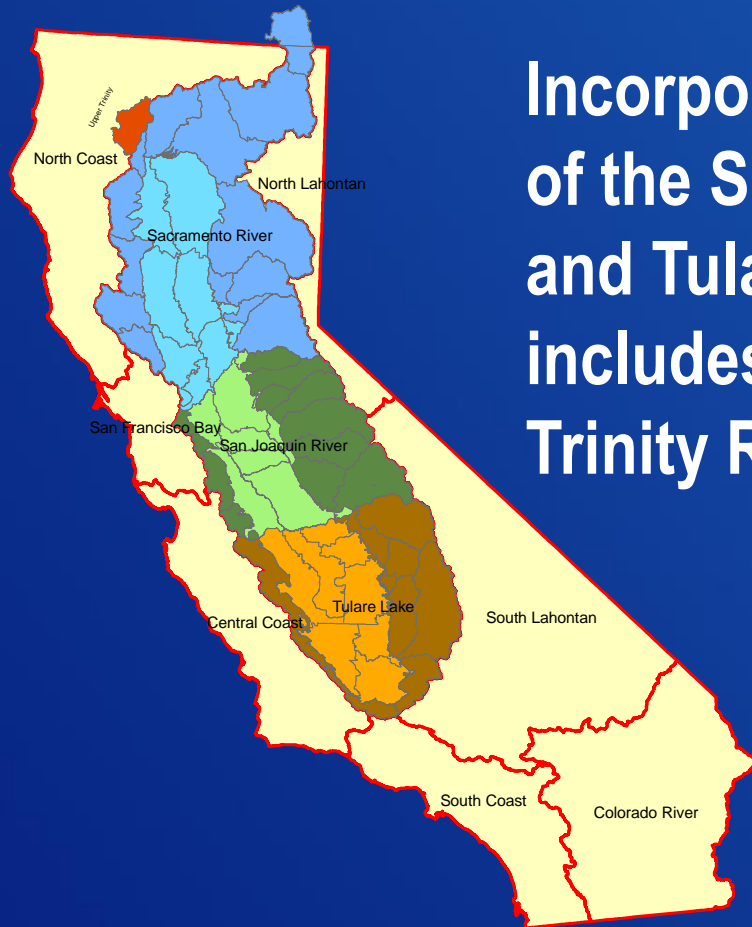 Incorpo
of the S
and Tula
includes
Trinity R
Upper Trinity
North Coast
North Lahontan
Sacramento River
San Francisco Bay
San Joaquin River
Central Coast
Tulare Lake
South Lahontan
South Coast
Colorado River